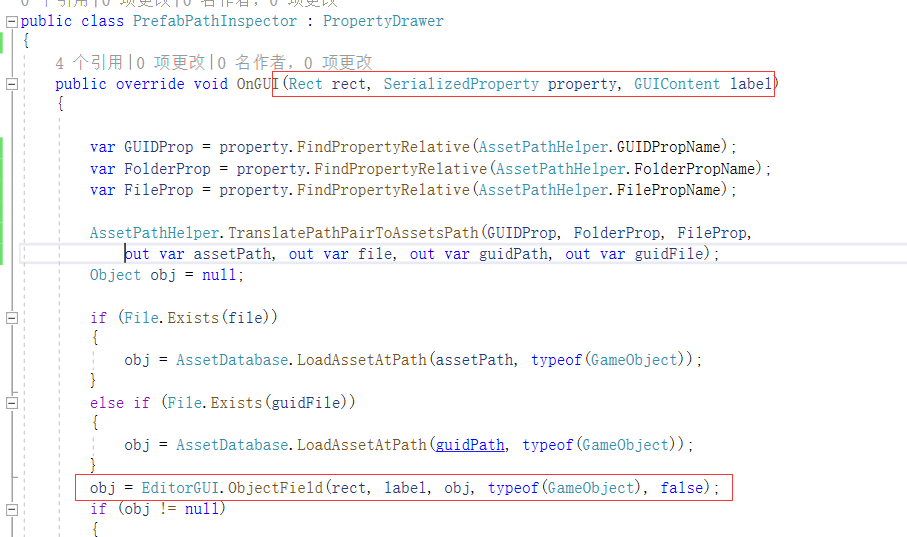 0 个引用|0 项更改|0 名作者，0 项更改
public class PrefabPathInspector : PropertyDrawer
{
4 个引用|0 项更改|0 名作者，0 项更改
public override void OnGUI(Rect rect, SerializedProperty property, GUIContent label)
{
var GUIDProp = property.FindPropertyRelative(AssetPathHelper.GUIDPropName);
var FolderProp = property.FindPropertyRelative(AssetPathHelper.FolderPropName);
var FileProp = property.FindPropertyRelative(AssetPathHelper.FilePropName);
AssetPathHelper.TranslatePathPairToAssetsPath(GUIDProp, FolderProp, FileProp,
out var assetPath, out var file, out var guidPath, out var guidFile);
Object obj = null;
if (File.Exists(file))
{
obj = AssetDatabase.LoadAssetAtPath(assetPath, typeof(GameObject));
}
else if (File.Exists(guidFile))
{
obj = AssetDatabase.LoadAssetAtPath(guidPath, typeof(GameObject));
}
obj = EditorGUI.ObjectField(rect, label, obj, typeof(GameObject), false);
if (obj != null)
{